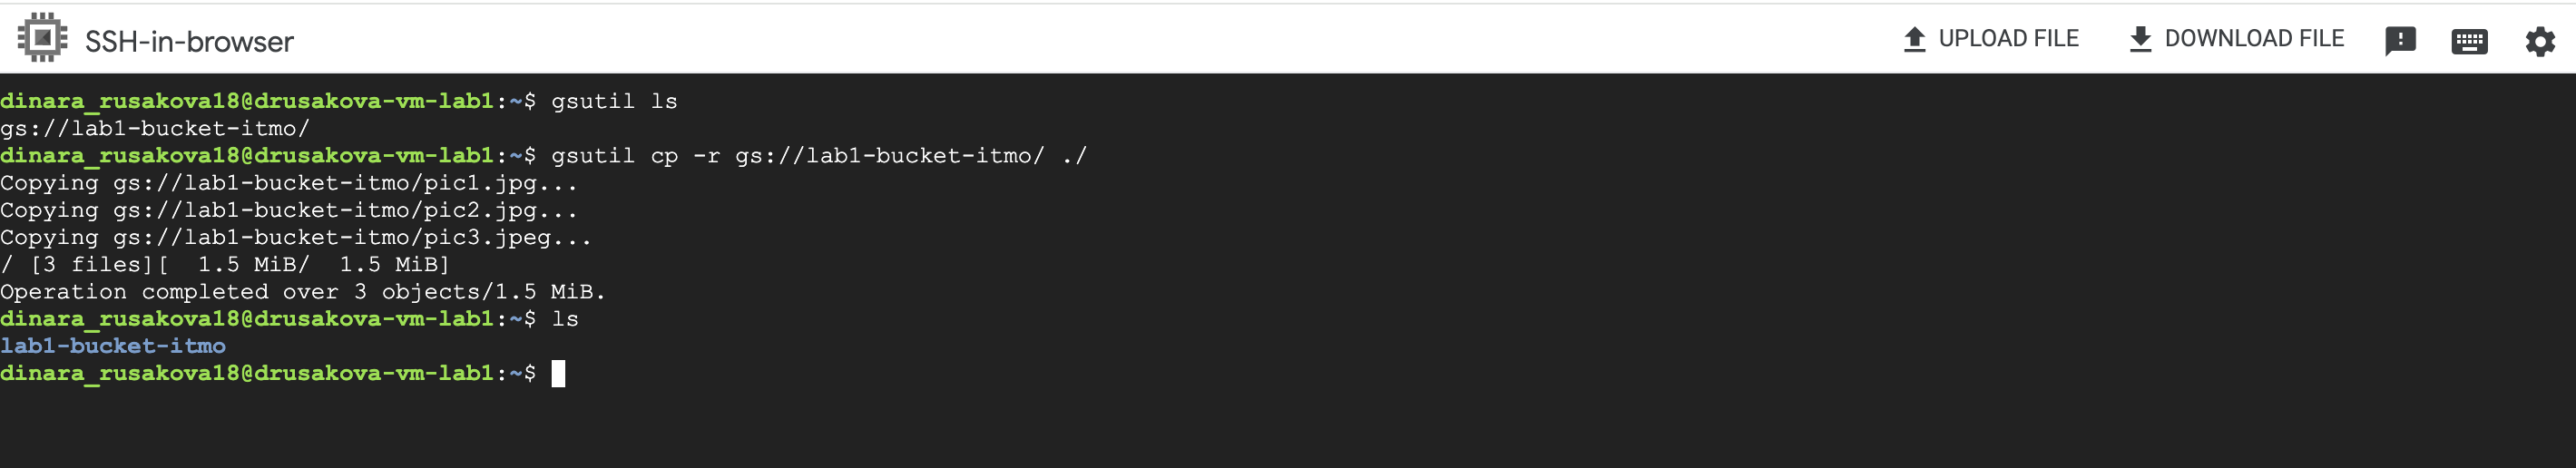 SSH-in-browser UPLOAD FILE DOWNLOAD FILE
dinara_rusakova18@drusakova-vm-lab1:~$ gsutil ls
gs://lab1-bucket-itmo/
dinara_rusakova18@drusakova-vm-lab1:~$ gsutil cp -r gs://lab1-bucket-itmo/ ./
Copying gs://lab1-bucket-itmo/pic1.jpg...
Copying gs://lab1-bucket-itmo/pic2.jpg...
Copying gs://lab1-bucket-itmo/pic3.jpeg...
/ [3 files][  1.5 MiB/  1.5 MiB]
Operation completed over 3 objects/1.5 MiB.
dinara_rusakova18@drusakova-vm-lab1:~$ ls
lab1-bucket-itmo
dinara_rusakova18@drusakova-vm-lab1:~$